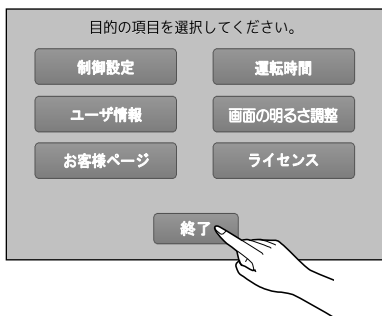 目的の項目を選択してください。
制御設定 運転時間
ユーザ情報 画面の明るさ調整
お客様ページ ライセンス
終了